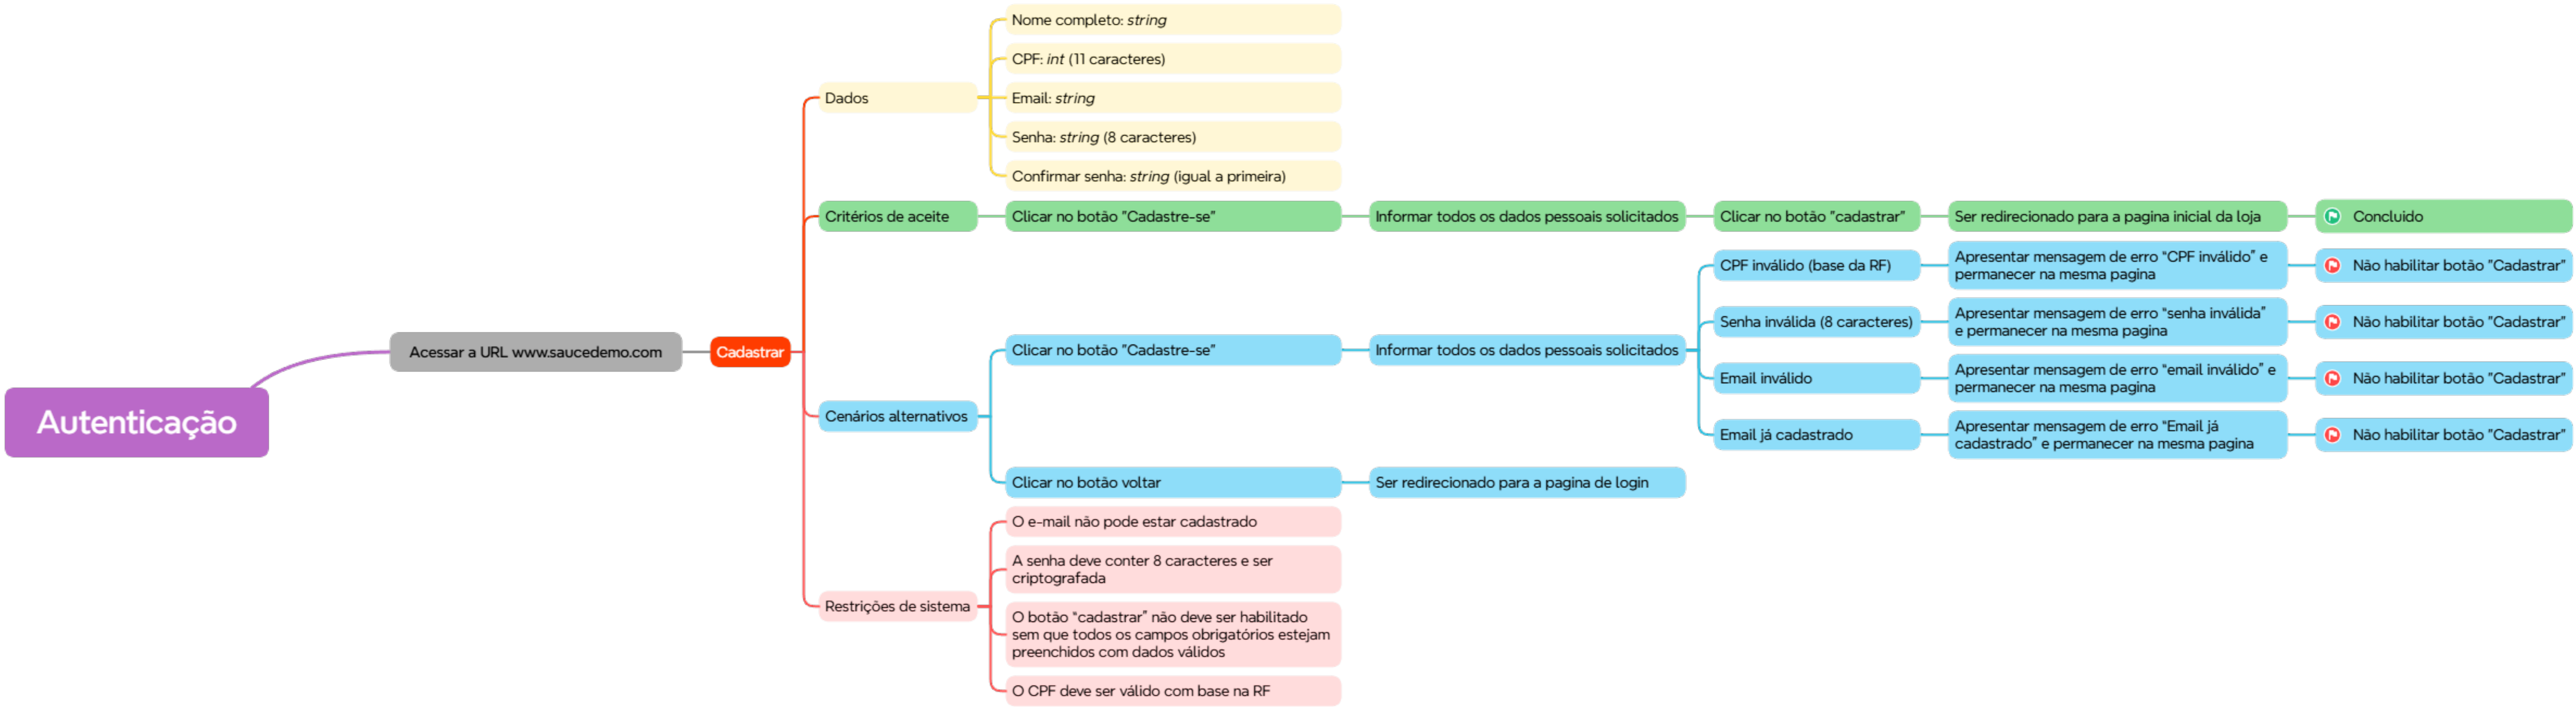 Autenticação
Acessar a URL www.saucedemo.com
Cadastrar
Dados
Nome completo: string
CPF: int (11 caracteres)
Email: string
Senha: string (8 caracteres)
Confirmar senha: string (igual a primeira)
Critérios de aceite
Clicar no botão "Cadastre-se"
Informar todos os dados pessoais solicitados
Clicar no botão "cadastrar"
Ser redirecionado para a pagina inicial da loja
Concluido
Cenários alternativos
Clicar no botão "Cadastre-se"
Informar todos os dados pessoais solicitados
CPF inválido (base da RF)
Apresentar mensagem de erro "CPF inválido" e
permanecer na mesma pagina
Não habilitar botão "Cadastrar"
Senha inválida (8 caracteres)
Apresentar mensagem de erro "senha inválida"
e permanecer na mesma pagina
Não habilitar botão "Cadastrar"
Email inválido
Apresentar mensagem de erro "email inválido" e
permanecer na mesma pagina
Não habilitar botão "Cadastrar"
Email já cadastrado
Apresentar mensagem de erro "Email já
cadastrado" e permanecer na mesma pagina
Não habilitar botão "Cadastrar"
Clicar no botão voltar
Ser redirecionado para a pagina de login
Restrições de sistema
O e-mail não pode estar cadastrado
A senha deve conter 8 caracteres e ser
criptografada
O botão "cadastrar" não deve ser habilitado
sem que todos os campos obrigatórios estejam
preenchidos com dados válidos
O CPF deve ser válido com base na RF